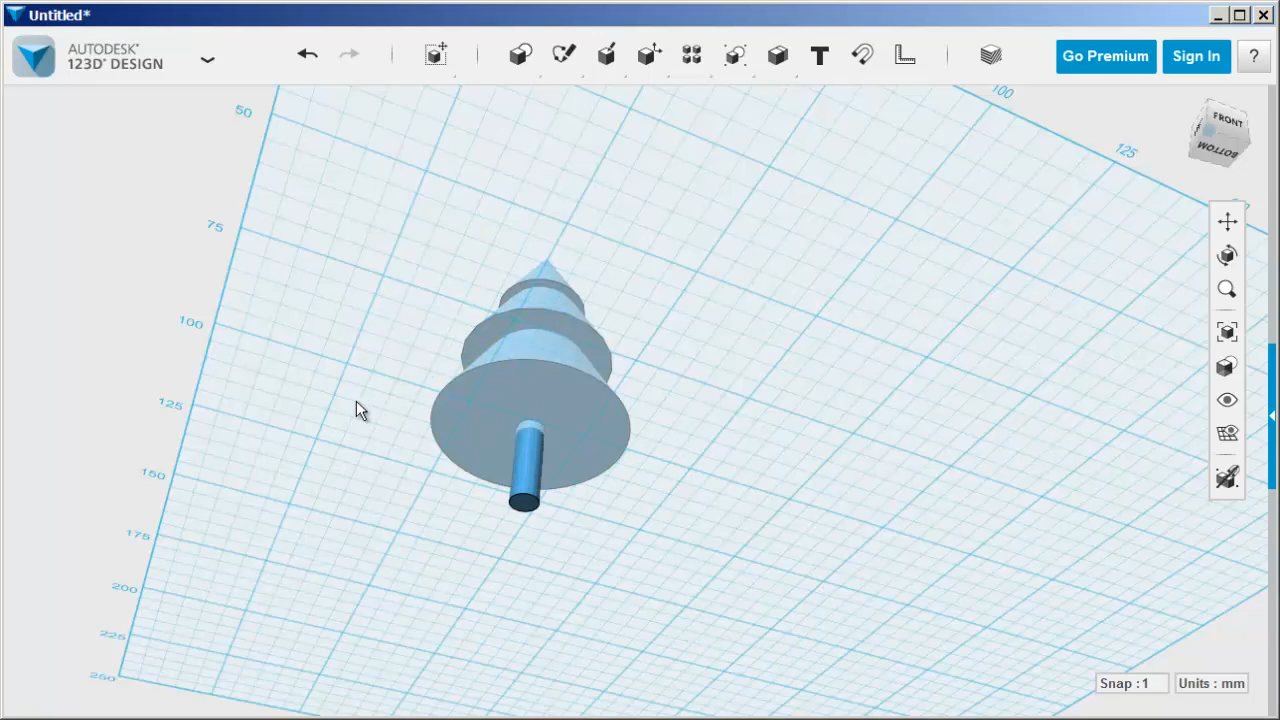 Untitled*
AUTODESK®
123D® DESIGN
T
Go Premium
Sign In
?
50
75
100
125
150
175
200
225
250
100
125
FRONT
BOTTOM
Snap : 1
Units : mm